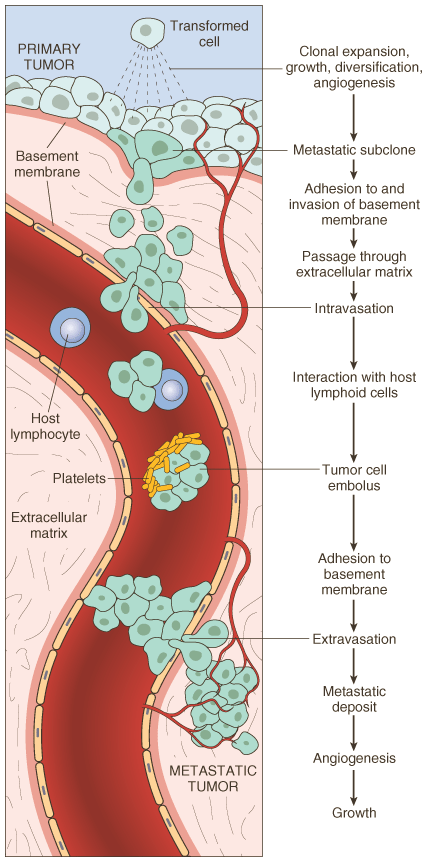 Transformed
cell
PRIMARY
TUMOR
Basement
membrane
Host
lymphocyte
Platelets
Extracellular
matrix
METASTATIC
TUMOR
Clonal expansion,
growth, diversification,
angiogenesis
Metastatic subclone
Adhesion to and
invasion of basement
membrane
Passage through
extracellular matrix
Intravasation
Interaction with host
lymphoid cells
Tumor cell
embolus
Adhesion to
basement
membrane
Extravasation
Metastatic
deposit
Angiogenesis
Growth